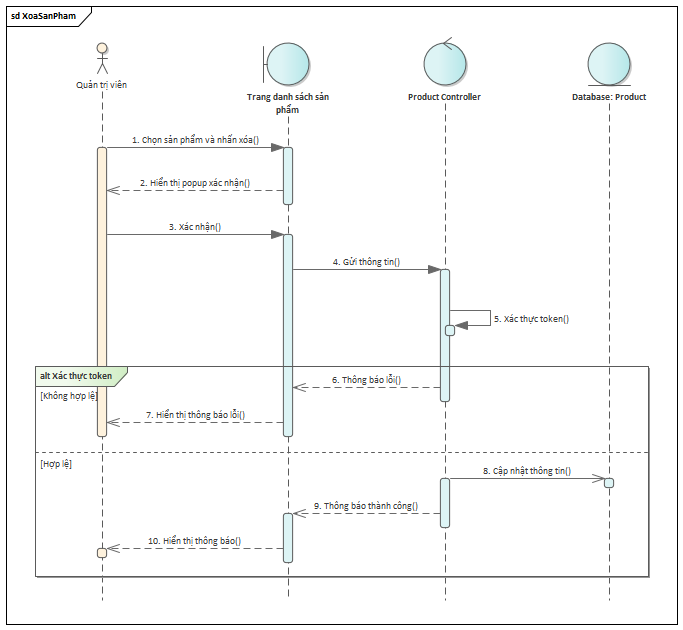 sd XoaSanPham
Quản trị viên
Trang danh sách sản
phẩm
Product Controller
Database: Product
1. Chọn sản phẩm và nhấn xóa()
2. Hiển thị popup xác nhận()
3. Xác nhận()
4. Gửi thông tin()
5. Xác thực token()
alt Xác thực token
6. Thông báo lỗi()
[Không hợp lệ]
7. Hiển thị thông báo lỗi()
[Hợp lệ]
8. Cập nhật thông tin()
9. Thông báo thành công()
10. Hiển thị thông báo()